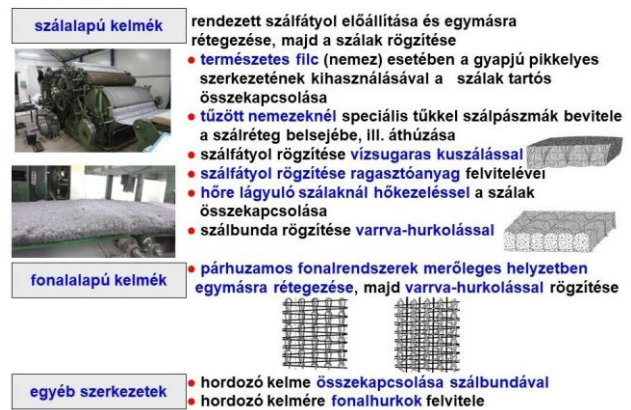 szálalapú kelmék
rendezett szálfátyol előállítása és egymásra
rétegezése, majd a szálak rögzítése
• természetes filc (nemez) esetében a gyapjú pikkelyes
szerkezetének kihasználásával a szálak tartós
összekapcsolása
• tűzött nemezeknél speciális tűkkel szálpászmák bevitele
a szálréteg belsejébe, ill. áthúzása
• szálfátyol rögzítése vízsugaras kuszálással
• szálfátyol rögzítése ragasztóanyag felvitelével
• hőre lágyuló szálaknál hőkezeléssel a szálak
összekapcsolása
• szálbunda rögzítése varrva-hurkolással
fonalalapú kelmék
• párhuzamos fonalrendszerek merőleges helyzetben
egymásra rétegezése, majd varrva-hurkolással rögzítése
egyéb szerkezetek
• hordozó kelme összekapcsolása szálbundával
• hordozó kelmére fonalhurkok felvitele